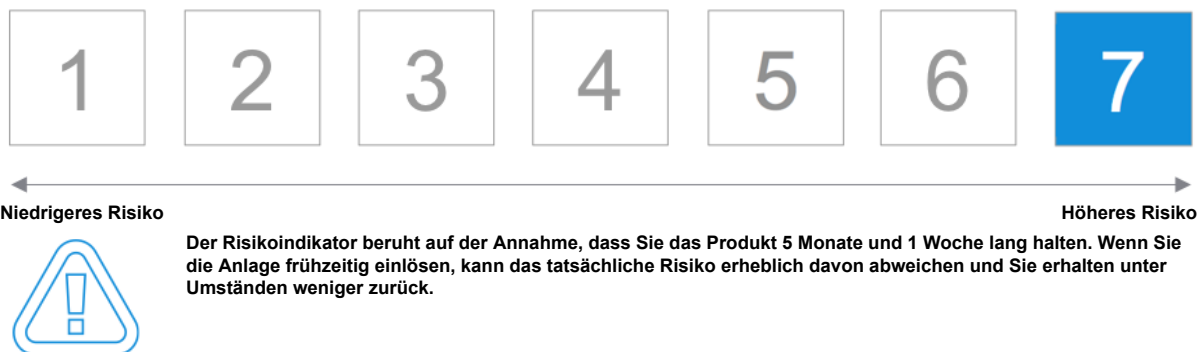 1 2 3 4 5 6 7
Niedrigeres Risiko Höheres Risiko
Der Risikoindikator beruht auf der Annahme, dass Sie das Produkt 5 Monate und 1 Woche lang halten. Wenn Sie
die Anlage frühzeitig einlösen, kann das tatsächliche Risiko erheblich davon abweichen und Sie erhalten unter
Umständen weniger zurück.